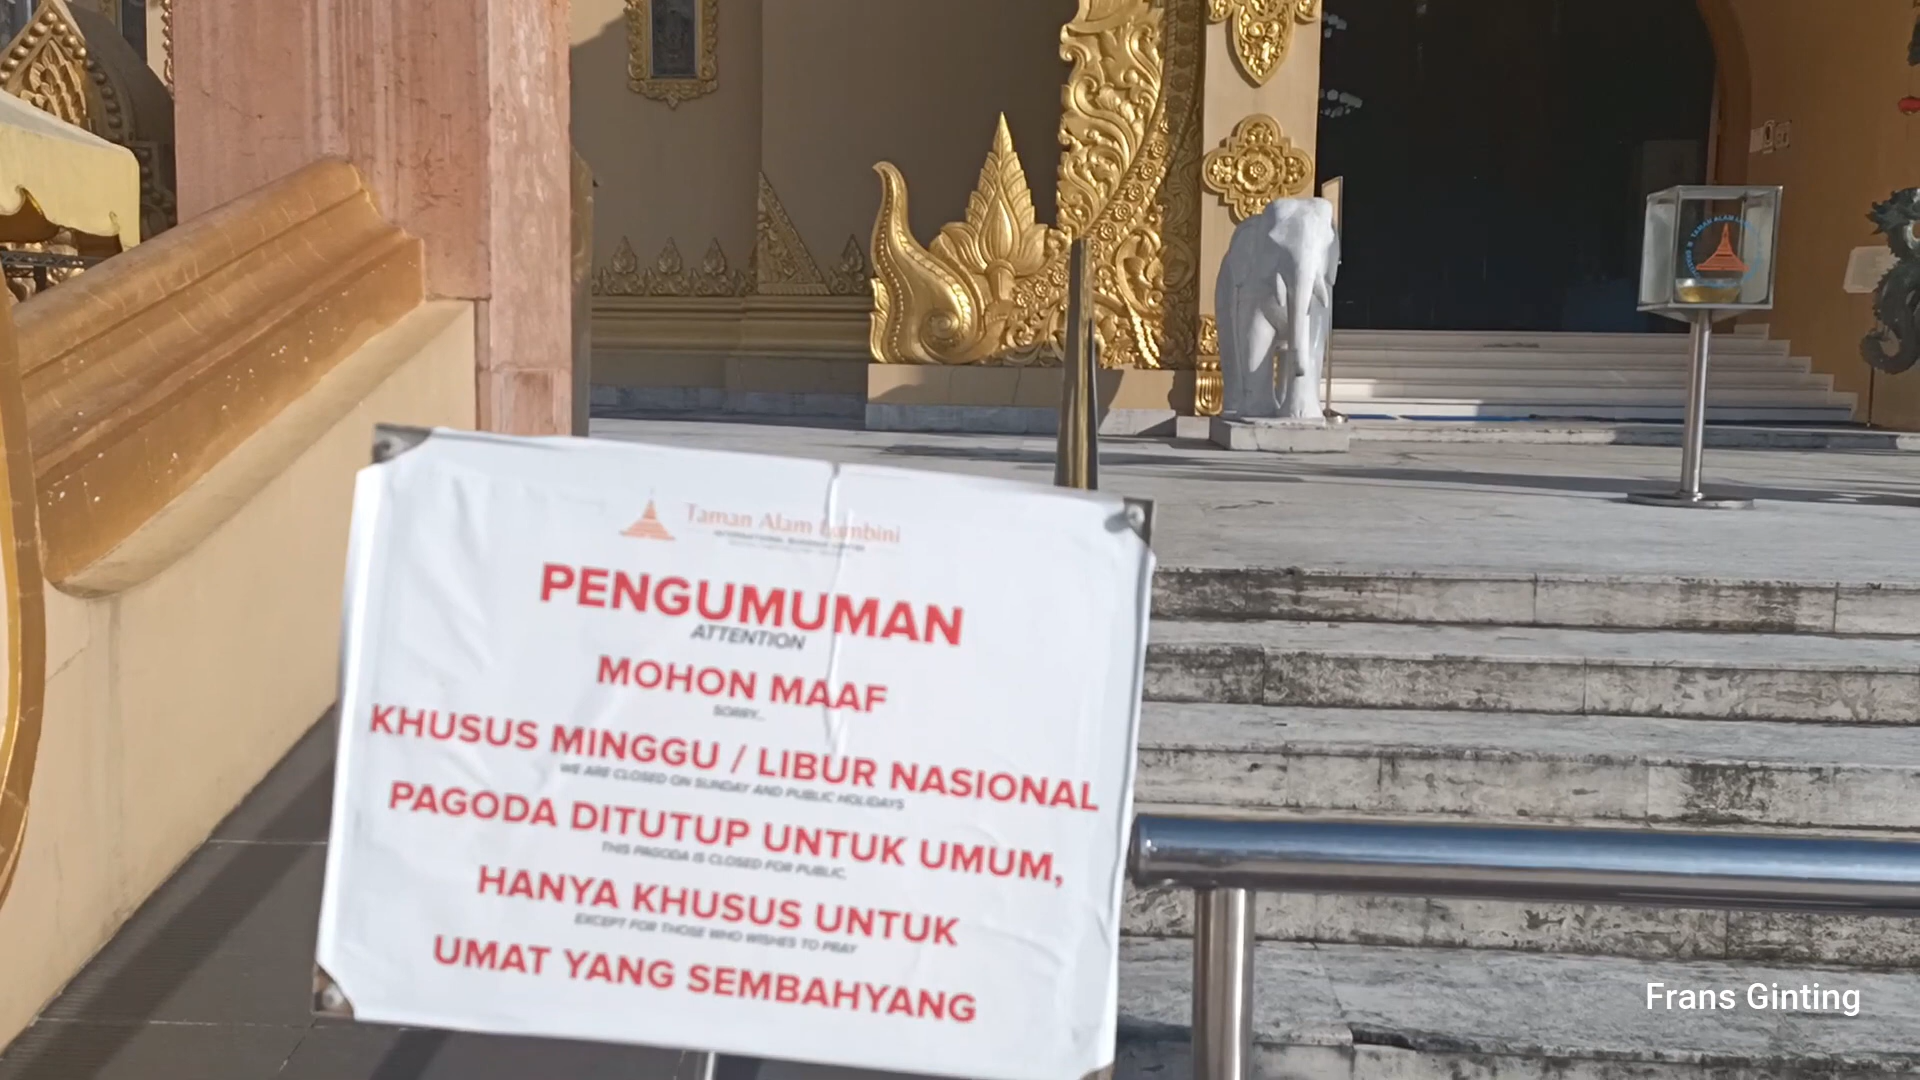 Taman Alam Lumbini
PENGUMUMAN
ATTENTION
MOHON MAAF
SORRY..
KHUSUS MINGGU / LIBUR NASIONAL
WE ARE CLOSED ON SUNDAY AND PUBLIC HOLIDAYS
PAGODA DITUTUP UNTUK UMUM,
THIS PAGODA IS CLOSED FOR PUBLIC.
HANYA KHUSUS UNTUK
EXCEPT FOR THOSE WHO WISHES TO PRAY
UMAT YANG SEMBAHYANG
TAMAN ALAM
Frans Ginting